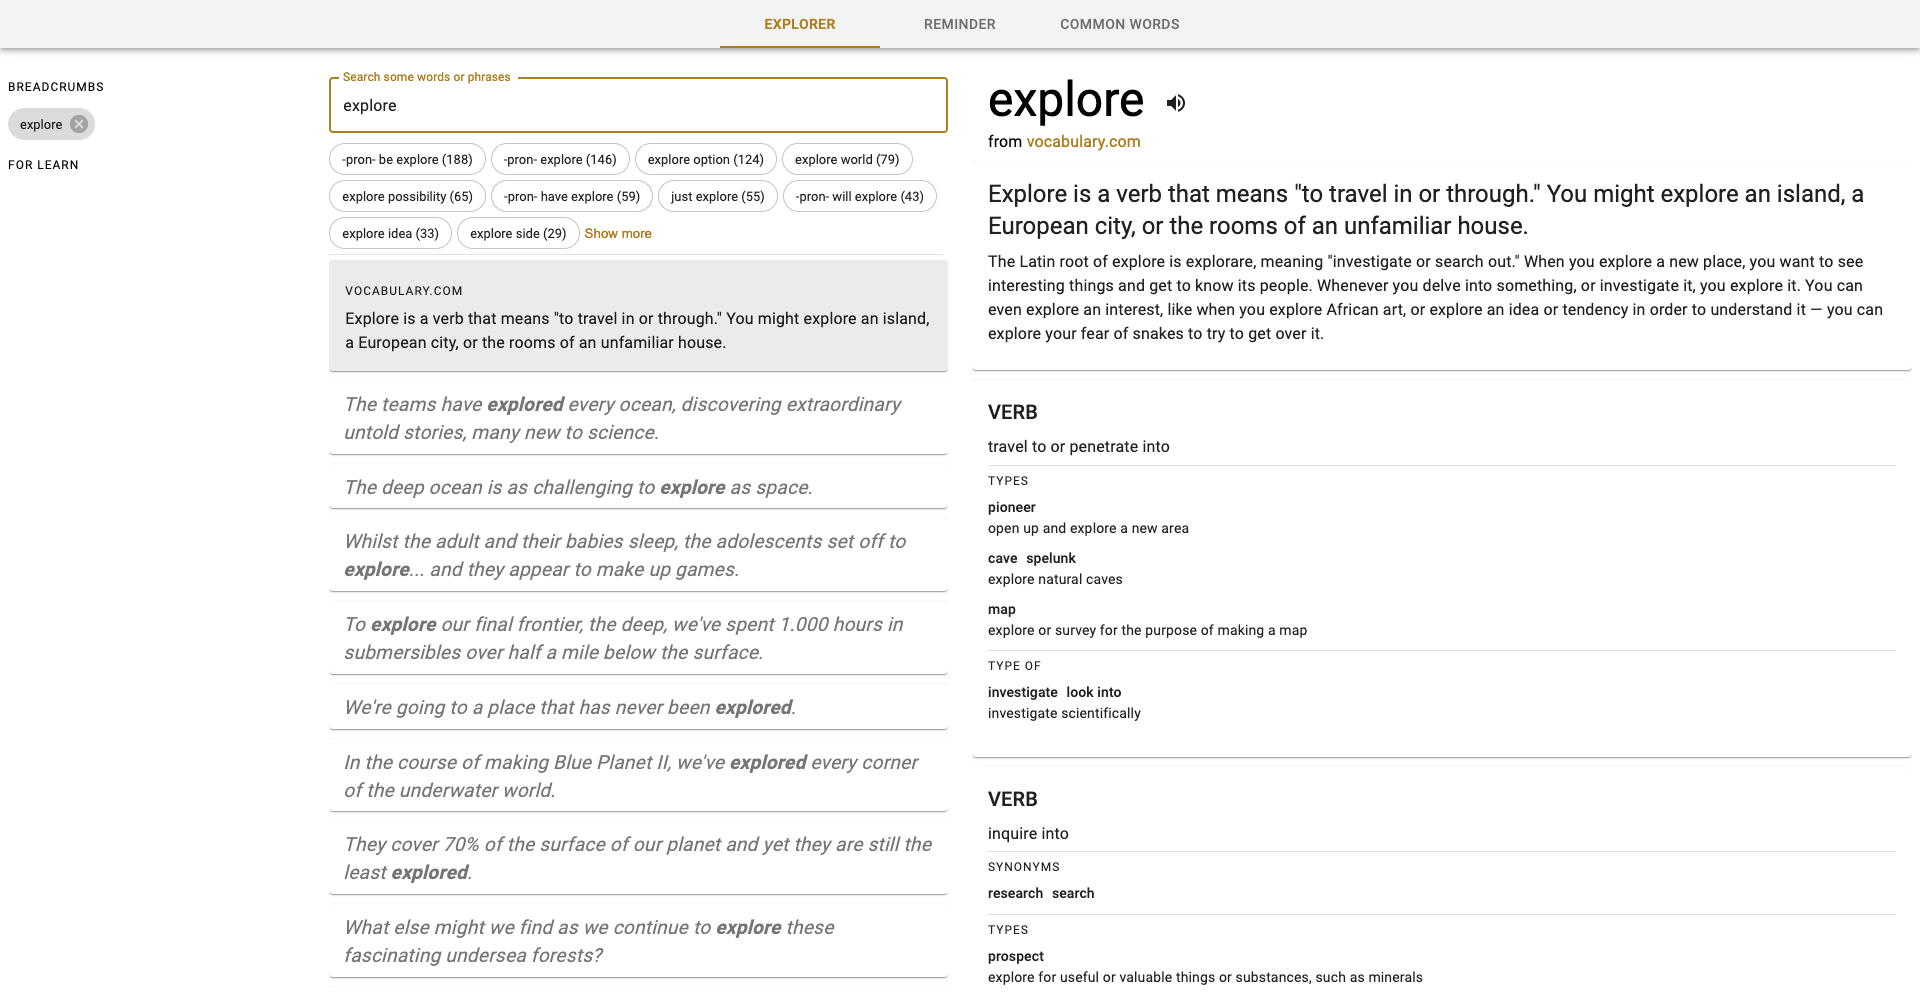 EXPLORER
REMINDER
COMMON WORDS
BREADCRUMBS
explore
FOR LEARN
Search some words or phrases
explore
-pron- be explore (188)
-pron- explore (146)
explore option (124)
explore world (79)
explore possibility (65)
-pron- have explore (59)
just explore (55)
-pron- will explore (43)
explore idea (33)
explore side (29)
Show more
VOCABULARY.COM
Explore is a verb that means "to travel in or through." You might explore an island,
a European city, or the rooms of an unfamiliar house.
The teams have explored every ocean, discovering extraordinary
untold stories, many new to science.
The deep ocean is as challenging to explore as space.
Whilst the adult and their babies sleep, the adolescents set off to
explore... and they appear to make up games.
To explore our final frontier, the deep, we've spent 1.000 hours in
submersibles over half a mile below the surface.
We're going to a place that has never been explored.
In the course of making Blue Planet II, we've explored every corner
of the underwater world.
They cover 70% of the surface of our planet and yet they are still the
least explored.
What else might we find as we continue to explore these
fascinating undersea forests?
explore
from vocabulary.com
Explore is a verb that means "to travel in or through." You might explore an island, a
European city, or the rooms of an unfamiliar house.
The Latin root of explore is explorare, meaning "investigate or search out." When you explore a new place, you want to see
interesting things and get to know its people. Whenever you delve into something, or investigate it, you explore it. You can
even explore an interest, like when you explore African art, or explore an idea or tendency in order to understand it — you can
explore your fear of snakes to try to get over it.
VERB
travel to or penetrate into
TYPES
pioneer
open up and explore a new area
cave spelunk
explore natural caves
map
explore or survey for the purpose of making a map
TYPE OF
investigate look into
investigate scientifically
VERB
inquire into
SYNONYMS
research search
TYPES
prospect
explore for useful or valuable things or substances, such as minerals